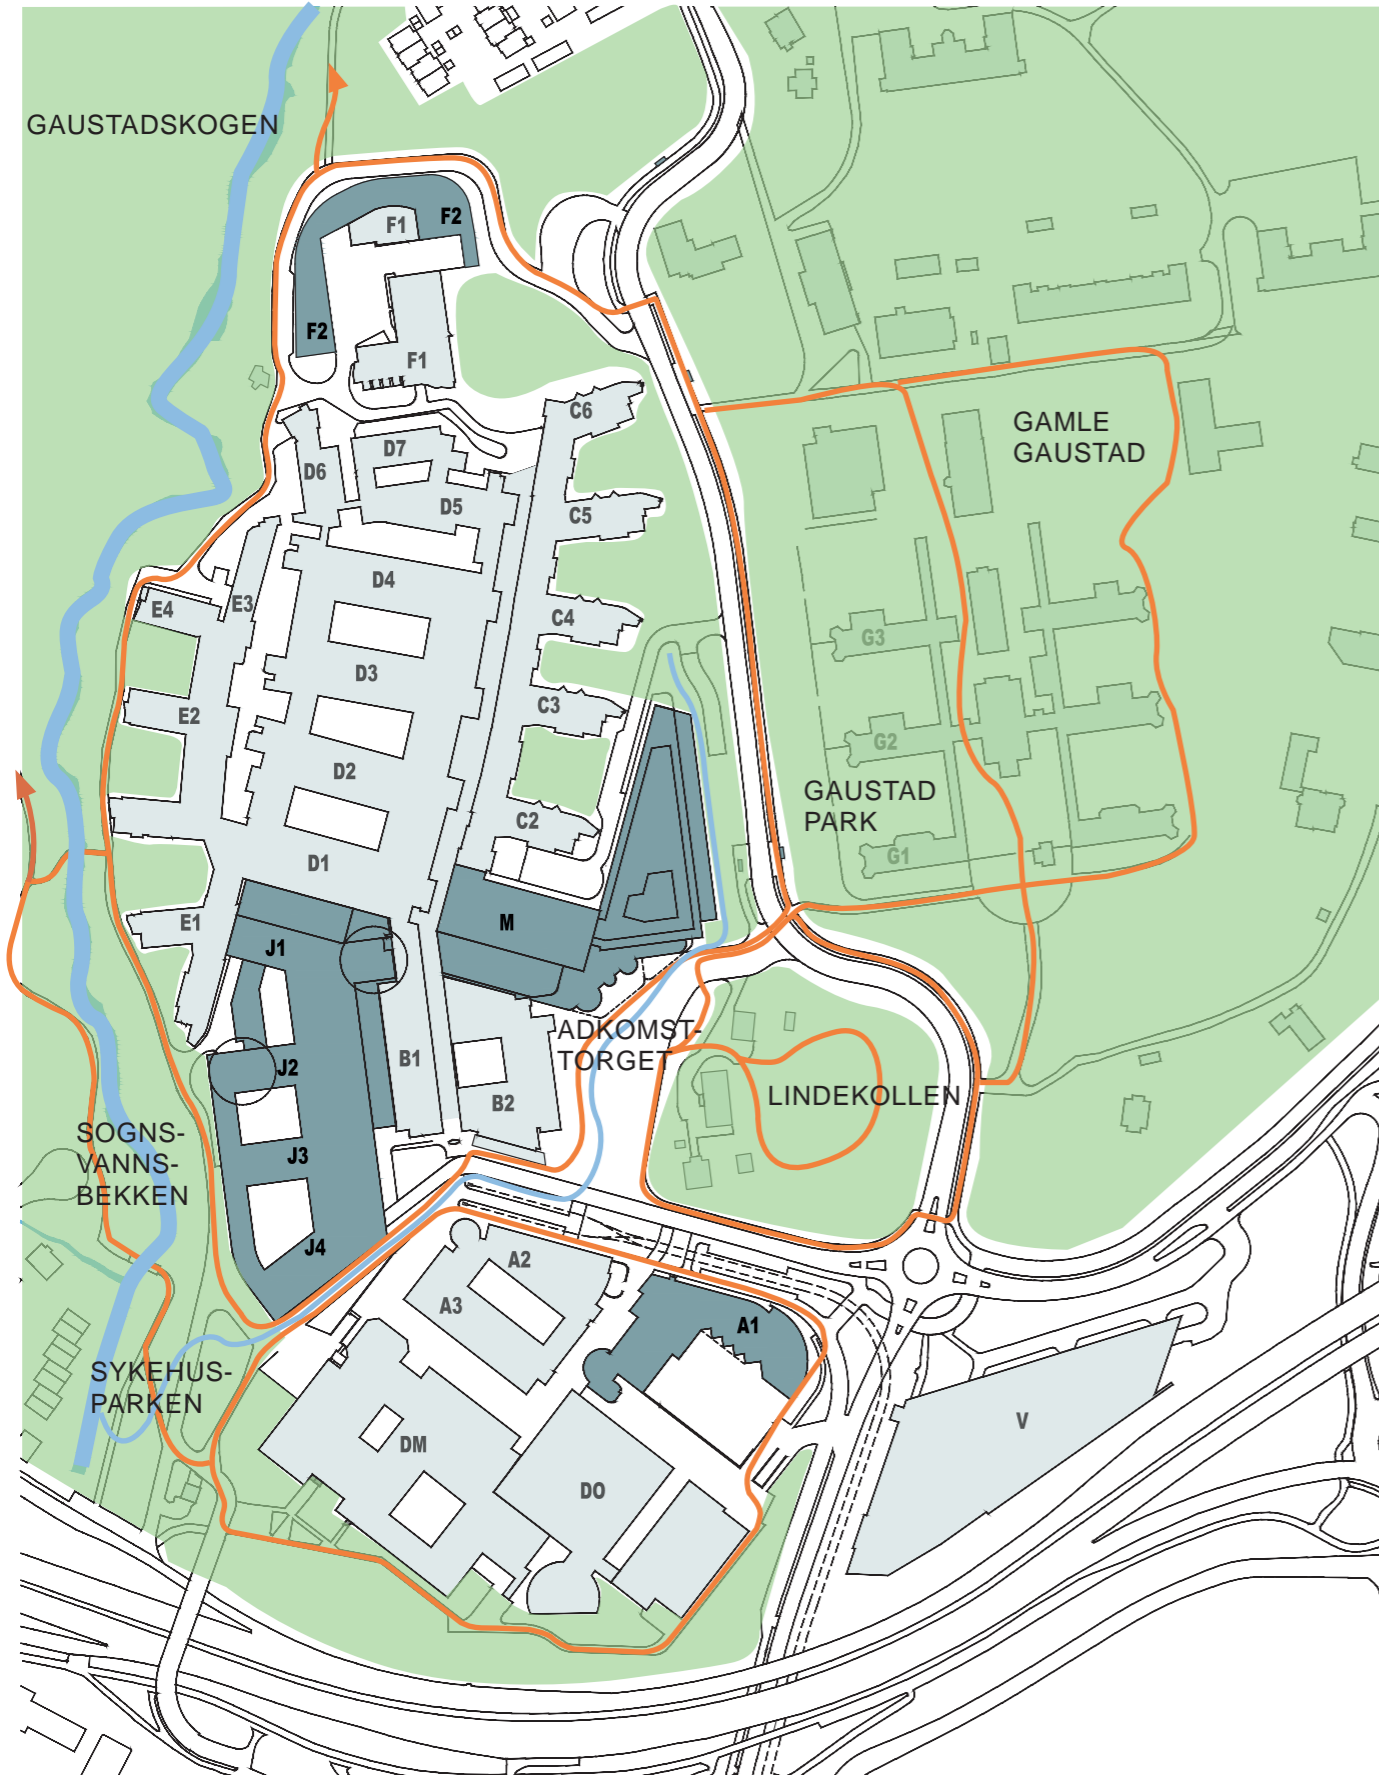 GAUSTADSKOGEN
F1
F2
F2
F1
C6
GAMLE
GAUSTAD
D7
D6
D5
C5
D4
E4
E3
C4
G3
D3
C3
E2
G2
D2
GAUSTAD
PARK
C2
D1
G1
E1
M
J1
ADKOMST-
TORGET
B1
J2
LINDEKOLLEN
B2
SOGNS-
VANNS-
BEKKEN
J3
J4
A2
A3
A1
SYKEHUS-
PARKEN
V
DM
DO